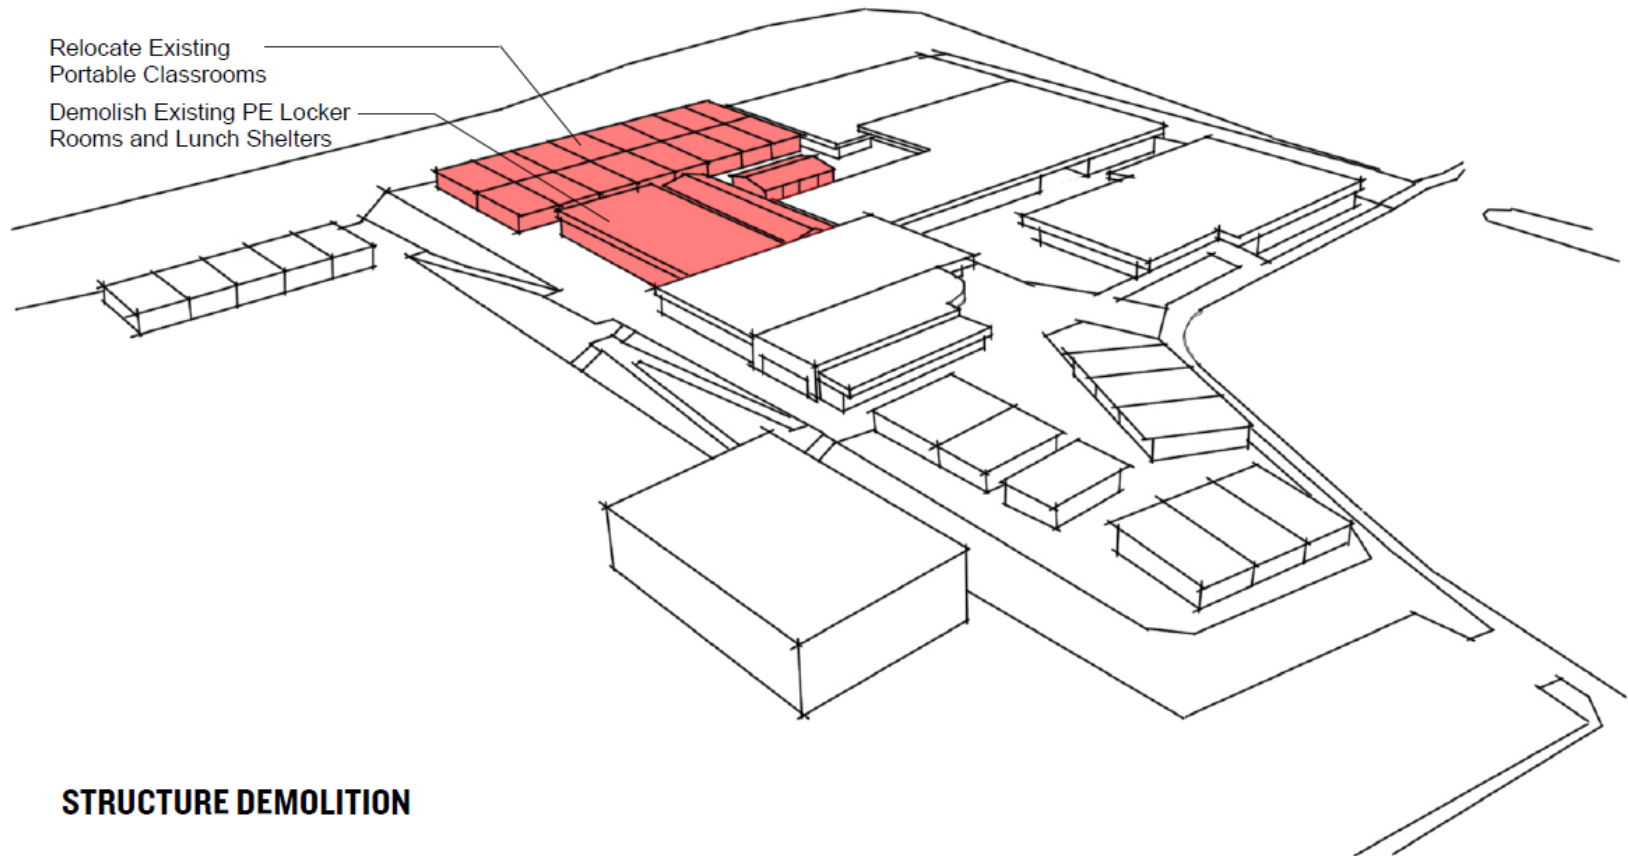 Relocate Existing
Portable Classrooms
Demolish Existing PE Locker
Rooms and Lunch Shelters
STRUCTURE DEMOLITION